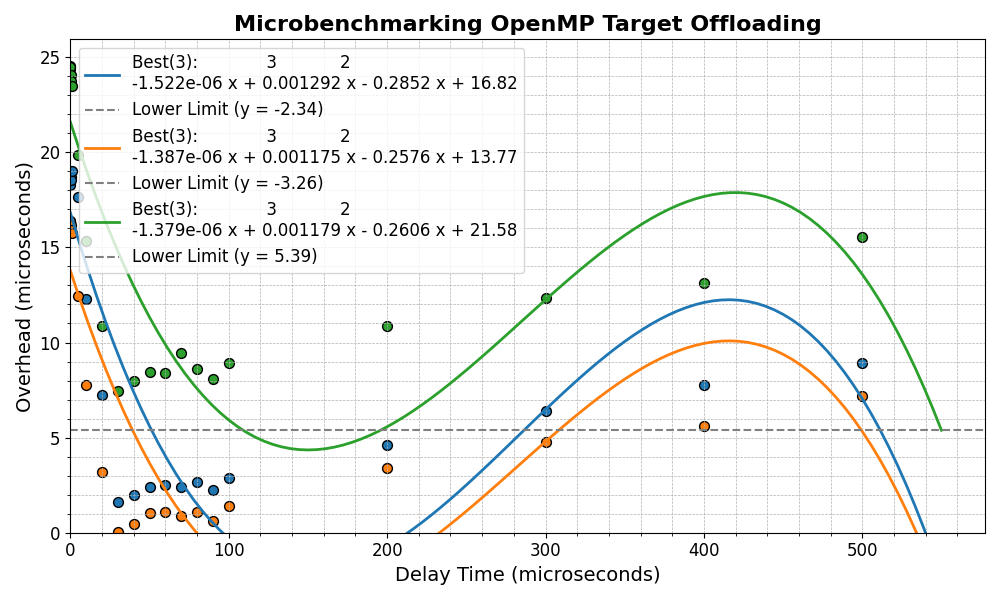 Microbenchmarking OpenMP Target Offloading
Overhead (microseconds)
25
20
15
10
5
0
Best(3): 3 2
-1.522e-06 x + 0.001292 x - 0.2852 x + 16.82
Lower Limit (y = -2.34)
Best(3): 3 2
-1.387e-06 x + 0.001175 x - 0.2576 x + 13.77
Lower Limit (y = -3.26)
Best(3): 3 2
-1.379e-06 x + 0.001179 x - 0.2606 x + 21.58
Lower Limit (y = 5.39)
0 100 200 300 400 500
Delay Time (microseconds)